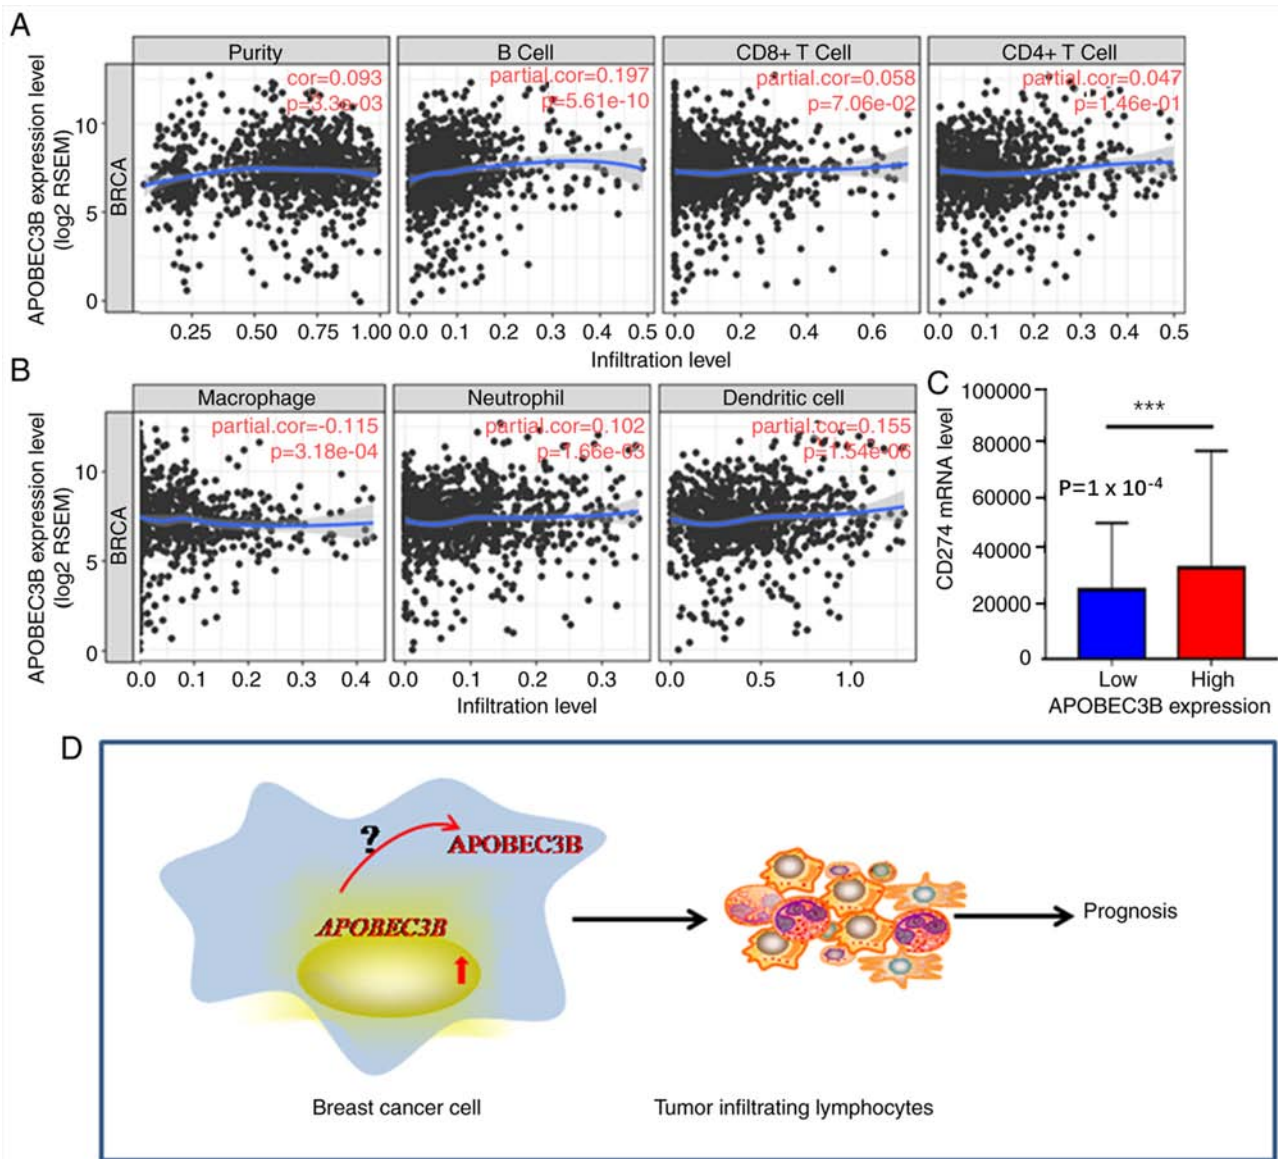 A
APOBEC3B expression level
(log2 RSEM)
BRCA
Purity
cor=0.093
p=3.3e-03
B Cell
partial.cor=0.197
p=5.61e-10
CD8+ T Cell
partial.cor=0.058
p=7.06e-02
CD4+ T Cell
partial.cor=0.047
p=1.46e-01
10
5
0
0.25 0.50 0.75 1.00
0.0 0.1 0.2 0.3 0.4 0.5
0.0 0.2 0.4 0.6
0.0 0.1 0.2 0.3 0.4 0.5
Infiltration level
B
APOBEC3B expression level
(log2 RSEM)
BRCA
Macrophage
partial.cor=-0.115
p=3.18e-04
Neutrophil
partial.cor=0.102
p=1.66e-03
Dendritic cell
partial.cor=0.155
p=1.54e-06
10
5
0
0.0 0.1 0.2 0.3 0.4
0.0 0.1 0.2 0.3
0.0 0.5 1.0
Infiltration level
C
CD274 mRNA level
100000
80000
60000
40000
20000
0
***
P=1 x 10-4
Low High
APOBEC3B expression
D
?
APOBEC3B
APOBEC3B
Prognosis
Breast cancer cell
Tumor infiltrating lymphocytes